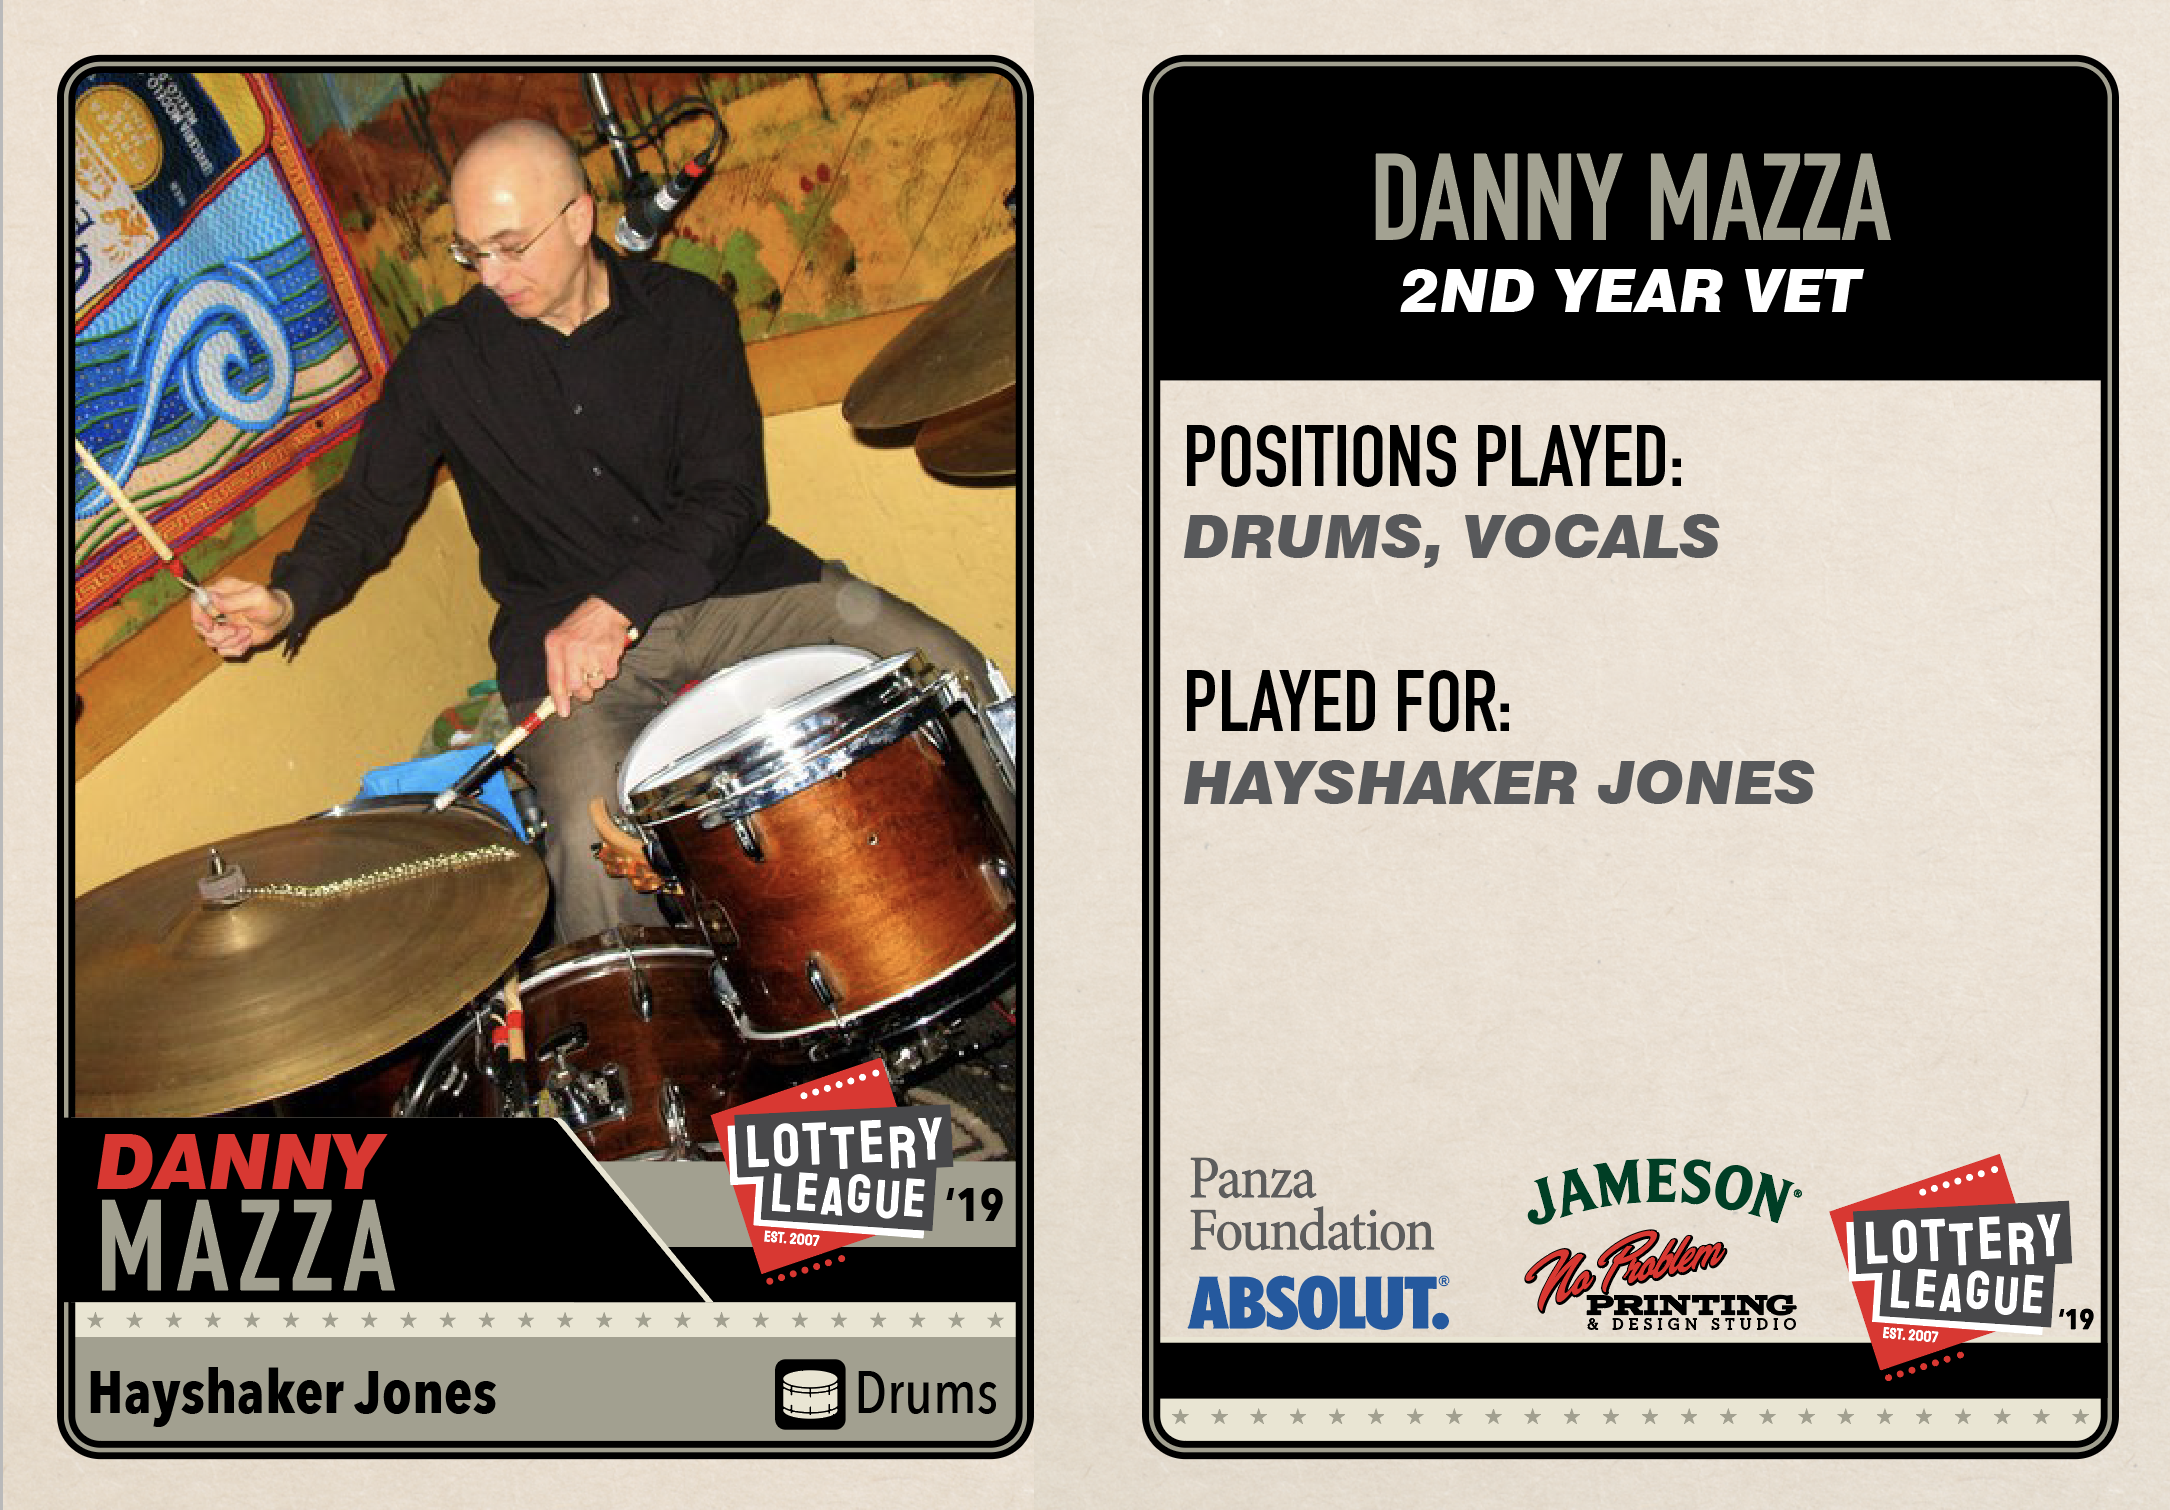 DANNY
MAZZA
LOTTERY
LEAGUE
EST. 2007
'19
Hayshaker Jones
Drums
DANNY MAZZA
2ND YEAR VET
POSITIONS PLAYED:
DRUMS, VOCALS
PLAYED FOR:
HAYSHAKER JONES
Panza
Foundation
ABSOLUT.®
JAMESON®
No Problem
PRINTING
& DESIGN STUDIO
LOTTERY
LEAGUE
EST. 2007
'19